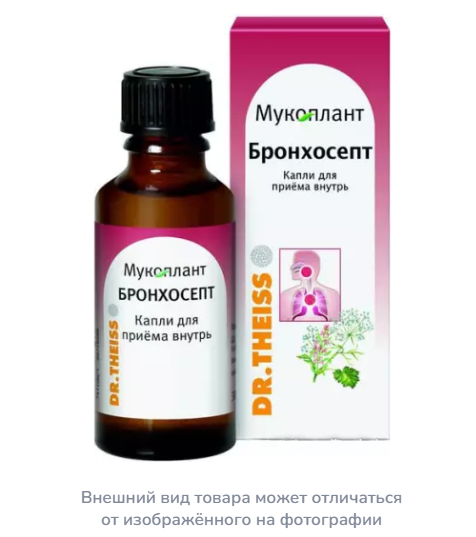 Мукоплант
Бронхосепт
Капли для
приёма внутрь
DR.THEISS
Мукоплант
БРОНХОСЕПТ
Капли для
приёма внутрь
DR.THEISS
Внешний вид товара может отличаться
от изображённого на фотографии